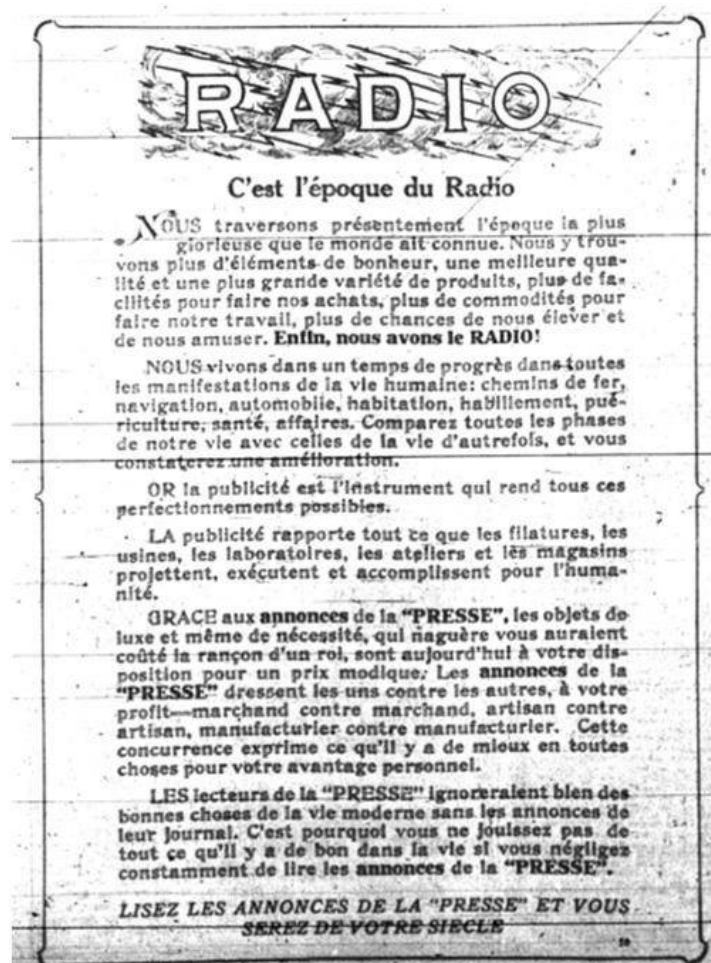 RADIO
C'est l'époque du Radio
NOUS traversons présentement l'époque la plus
glorieuse que le monde ait connue. Nous y trou-
vons plus d'éléments de bonheur, une meilleure qua-
lité et une plus grande variété de produits, plus de fa-
cilités pour faire nos achats, plus de commodités pour
faire notre travail, plus de chances de nous élever et
de nous amuser. Enfin, nous avons le RADIO!
NOUS vivons dans un temps de progrès dans toutes
les manifestations de la vie humaine: chemins de fer,
navigation, automobile, habitation, habillement, pué-
riculture, santé, affaires. Comparez toutes les phases
de notre vie avec celles de la vie d'autrefois, et vous
constaterez une amélioration.
OR la publicité est l'instrument qui rend tous ces
perfectionnements possibles.
LA publicité rapporte tout ce que les filatures, les
usines, les laboratoires, les ateliers et les magasins
projettent, exécutent et accomplissent pour l'huma-
nité.
GRACE aux annonces de la "PRESSE", les objets de
luxe et même de nécessité, qui naguère vous auraient
coûté la rançon d'un roi, sont aujourd'hui à votre dis-
position pour un prix modique. Les annonces de la
"PRESSE" dressent les uns contre les autres, à votre
profit—marchand contre marchand, artisan contre
artisan, manufacturier contre manufacturier. Cette
concurrence exprime ce qu'il y a de mieux en toutes
choses pour votre avantage personnel.
LES lecteurs de la "PRESSE" ignoreraient bien des
bonnes choses de la vie moderne sans les annonces de
leur journal. C'est pourquoi vous ne jouissez pas de
tout ce qu'il y a de bon dans la vie si vous négligez
constamment de lire les annonces de la "PRESSE".
LISEZ LES ANNONCES DE LA "PRESSE" ET VOUS
SEREZ DE VOTRE SIECLE